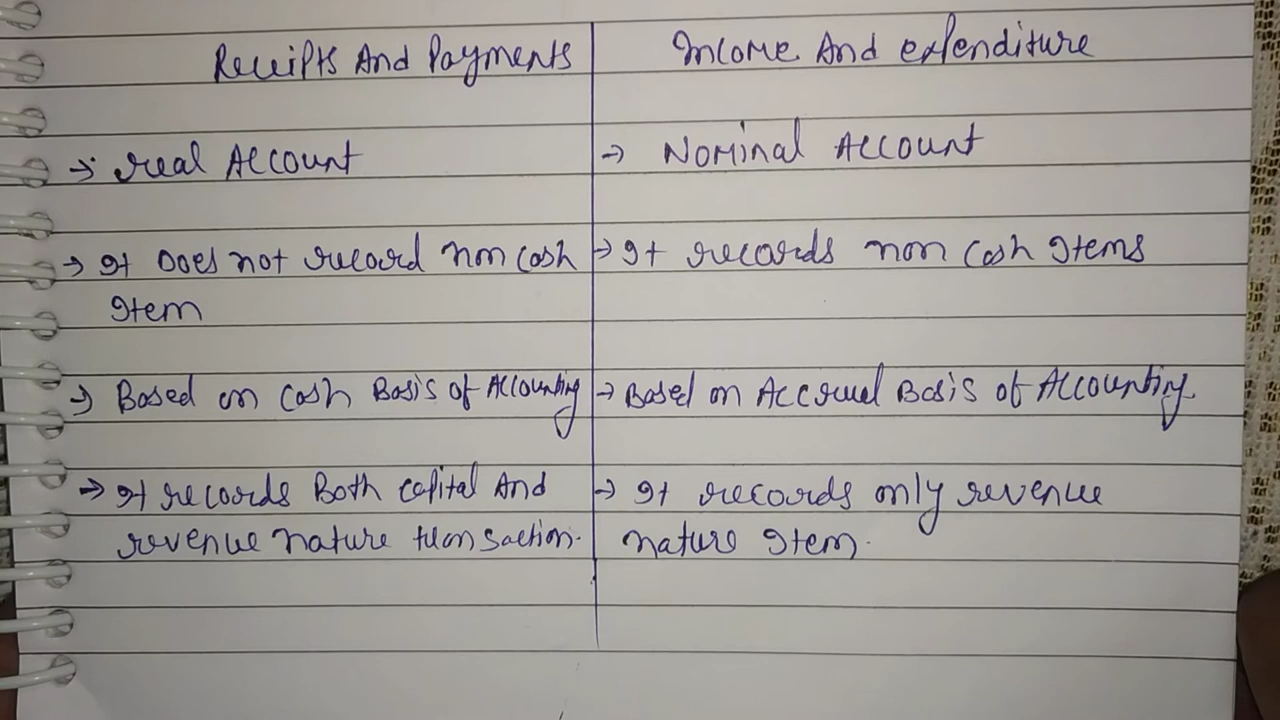 Receipts And Payments
Income And expenditure
→ real Account
→ Nominal Account
→ It Does not record non cash
Item
→ It records non cash Items
→ Based on cash Basis of Accounting
→ Based on Accrual Basis of Accounting.
→ It records Both capital And
revenue nature transaction.
→ It records only revenue
nature Item.